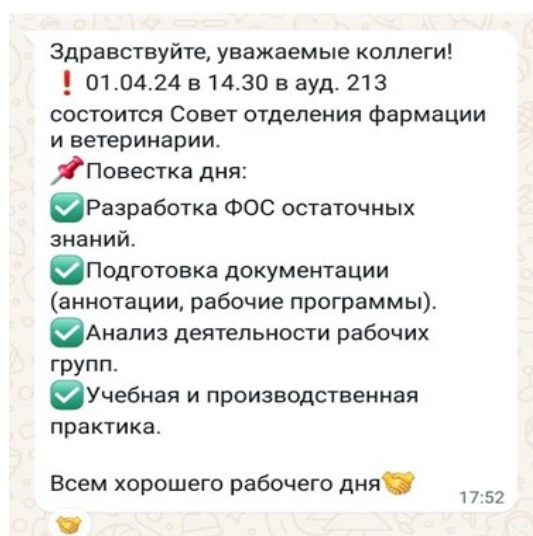 Здравствуйте, уважаемые коллеги!
❗ 01.04.24 в 14.30 в ауд. 213
состоится Совет отделения фармации
и ветеринарии.
📌Повестка дня:
✅Разработка ФОС остаточных
знаний.
✅Подготовка документации
(аннотации, рабочие программы).
✅Анализ деятельности рабочих
групп.
✅Учебная и производственная
практика.
Всем хорошего рабочего дня🤝
17:52